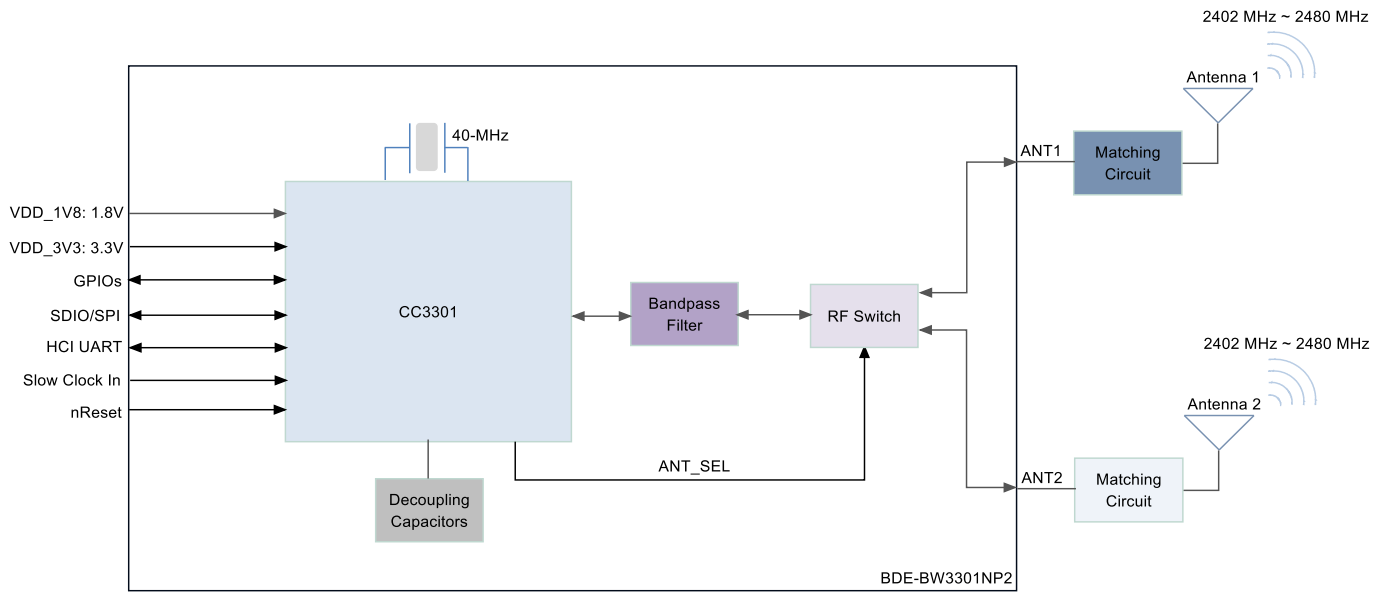 2402 MHz ~ 2480 MHz
Antenna 1
40-MHz
ANT1
Matching
Circuit
VDD_1V8: 1.8V
VDD_3V3: 3.3V
GPIOs
SDIO/SPI
HCI UART
Slow Clock In
nReset
CC3301
Bandpass
Filter
RF Switch
2402 MHz ~ 2480 MHz
Antenna 2
ANT_SEL
ANT2
Matching
Circuit
Decoupling
Capacitors
BDE-BW3301NP2